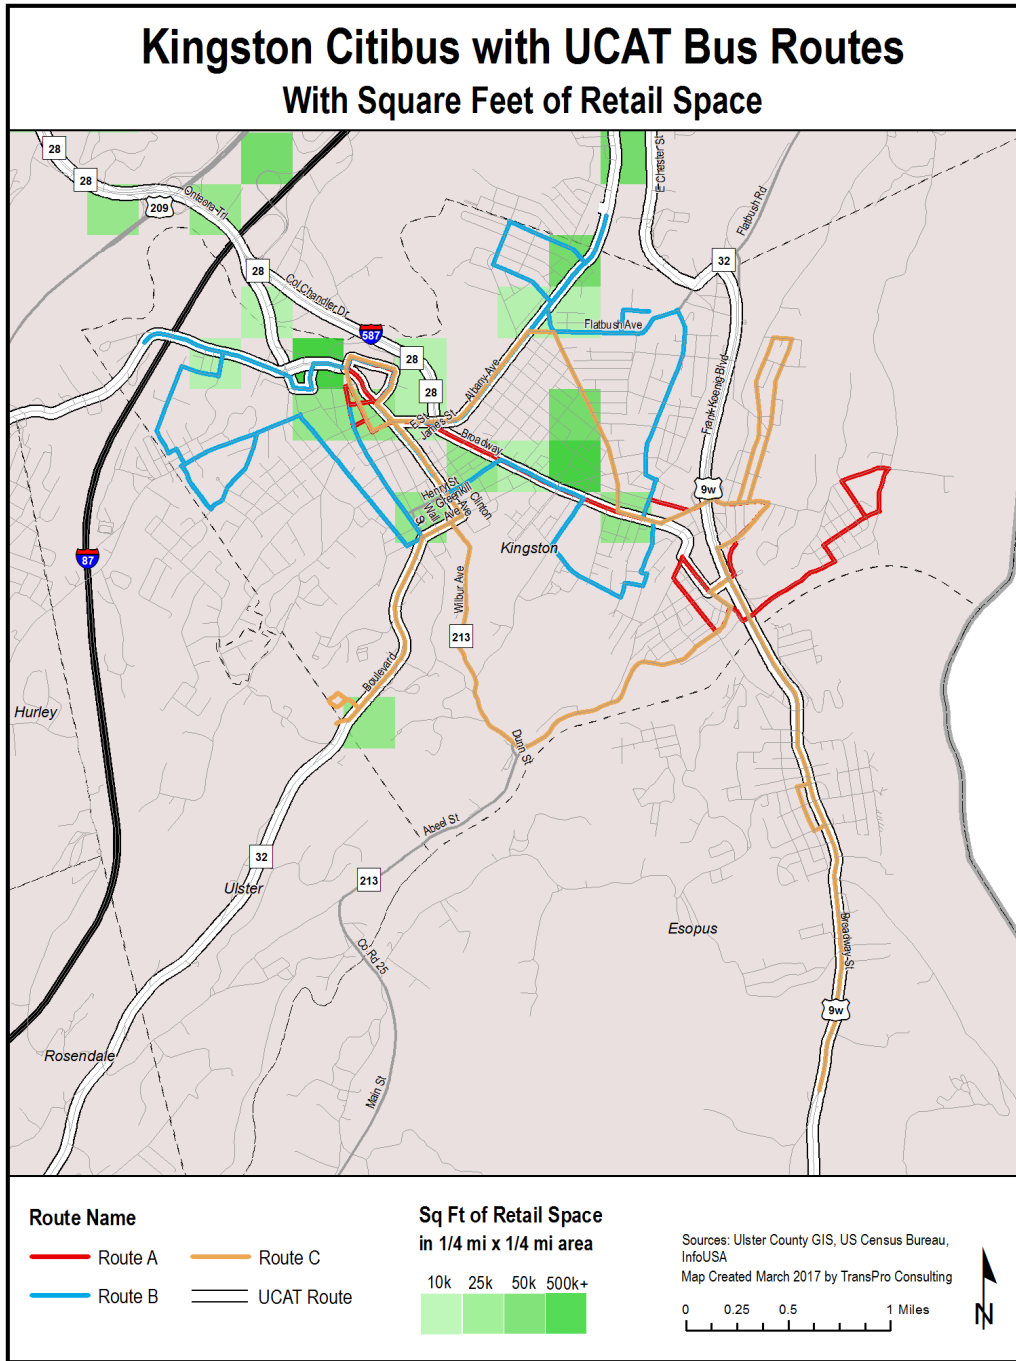 Kingston Citibus with UCAT Bus Routes
With Square Feet of Retail Space
28
28
Onteora Trl
209
E Chester St
Flatbush Rd
32
28
Col Chandler Dr
587
28
28
Flatbush Ave
Albany Ave
Frank Koenig Blvd
E St
James St
Broadway
Henry St
Greenkill
Ave
Clinton
Ave
Wall
S
9w
Kingston
87
Wilbur Ave
213
Boulevard
Hurley
Dunn St
Abeel St
32
213
Ulster
Esopus
Broadway St
Co Rd 25
9w
Rosendale
Main St
Route Name
Route A
Route C
Route B
UCAT Route
Sq Ft of Retail Space
in 1/4 mi x 1/4 mi area
10k 25k 50k 500k+
Sources: Ulster County GIS, US Census Bureau,
InfoUSA
Map Created March 2017 by TransPro Consulting
0 0.25 0.5 1 Miles
N